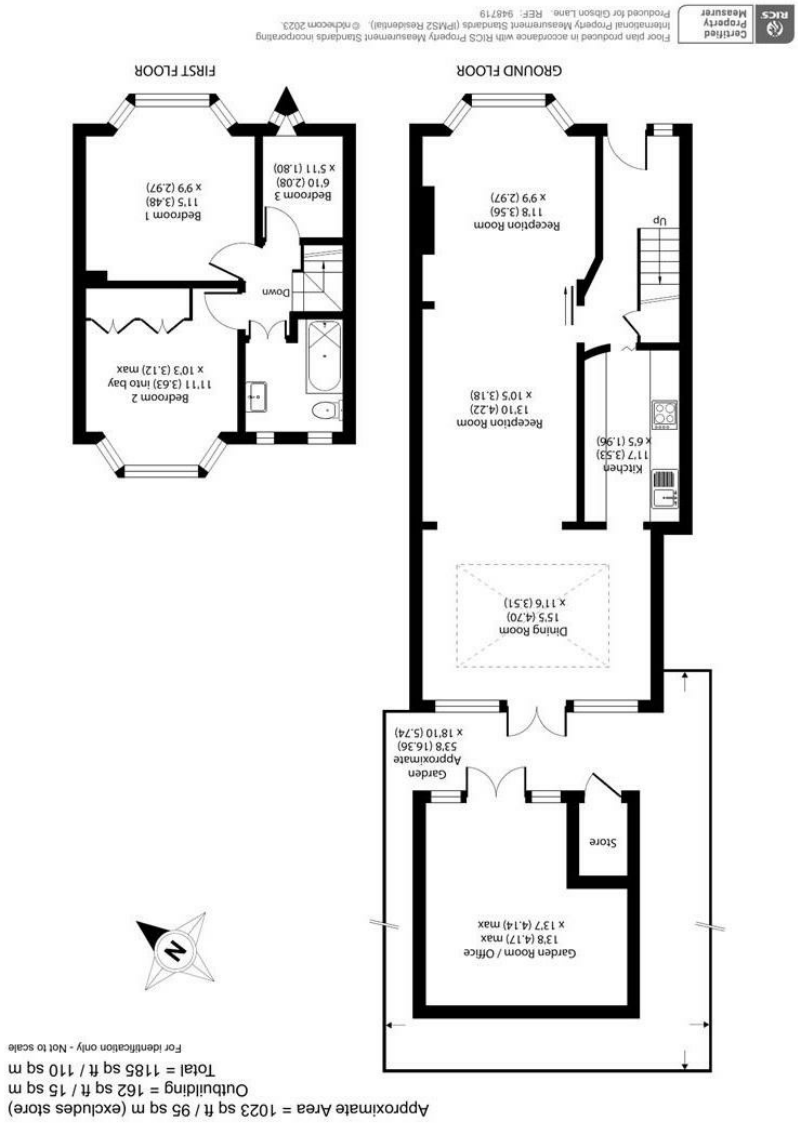 Approximate Area = 1023 sq ft / 95 sq m (excludes store)
Outbuilding = 162 sq ft / 15 sq m
Total = 1185 sq ft / 110 sq m
For identification only - Not to scale
N
Garden Room / Office
13'8 (4.17) max
x 13'7 (4.14) max
Store
Garden
Approximate
53'8 (16.36)
x 18'10 (5.74)
Dining Room
15'5 (4.70)
x 11'6 (3.51)
Kitchen
11'7 (3.53)
x 6'5 (1.96)
Reception Room
13'10 (4.22)
x 10'5 (3.18)
Up
Reception Room
11'8 (3.56)
x 9'9 (2.97)
GROUND FLOOR
Bedroom 2
11'11 (3.63) into bay
x 10'3 (3.12) max
Down
Bedroom 3
6'10 (2.08)
x 5'11 (1.80)
Bedroom 1
11'5 (3.48)
x 9'9 (2.97)
FIRST FLOOR
RICS
Certified
Property
Measurer
Floor plan produced in accordance with RICS Property Measurement Standards incorporating
International Property Measurement Standards (IPMS2 Residential). © nichecom 2023.
Produced for Gibson Lane. REF: 948719